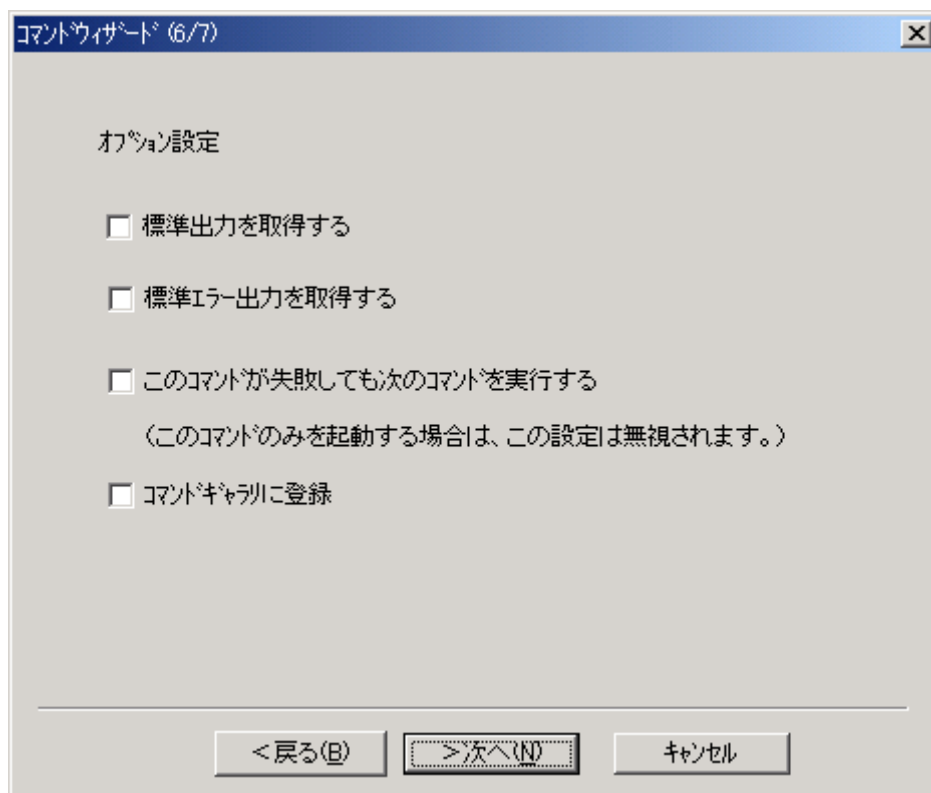 ｺﾏﾝﾄﾞｳｨｻﾞｰﾄﾞ (6/7)
ｵﾌﾟｼｮﾝ設定
標準出力を取得する
標準ｴﾗｰ出力を取得する
このｺﾏﾝﾄﾞが失敗しても次のｺﾏﾝﾄﾞを実行する
（このｺﾏﾝﾄﾞのみを起動する場合は、この設定は無視されます。）
ｺﾏﾝﾄﾞｷﾞｬﾗﾘに登録
＜戻る(B) ＞次へ(N) ｷｬﾝｾﾙ